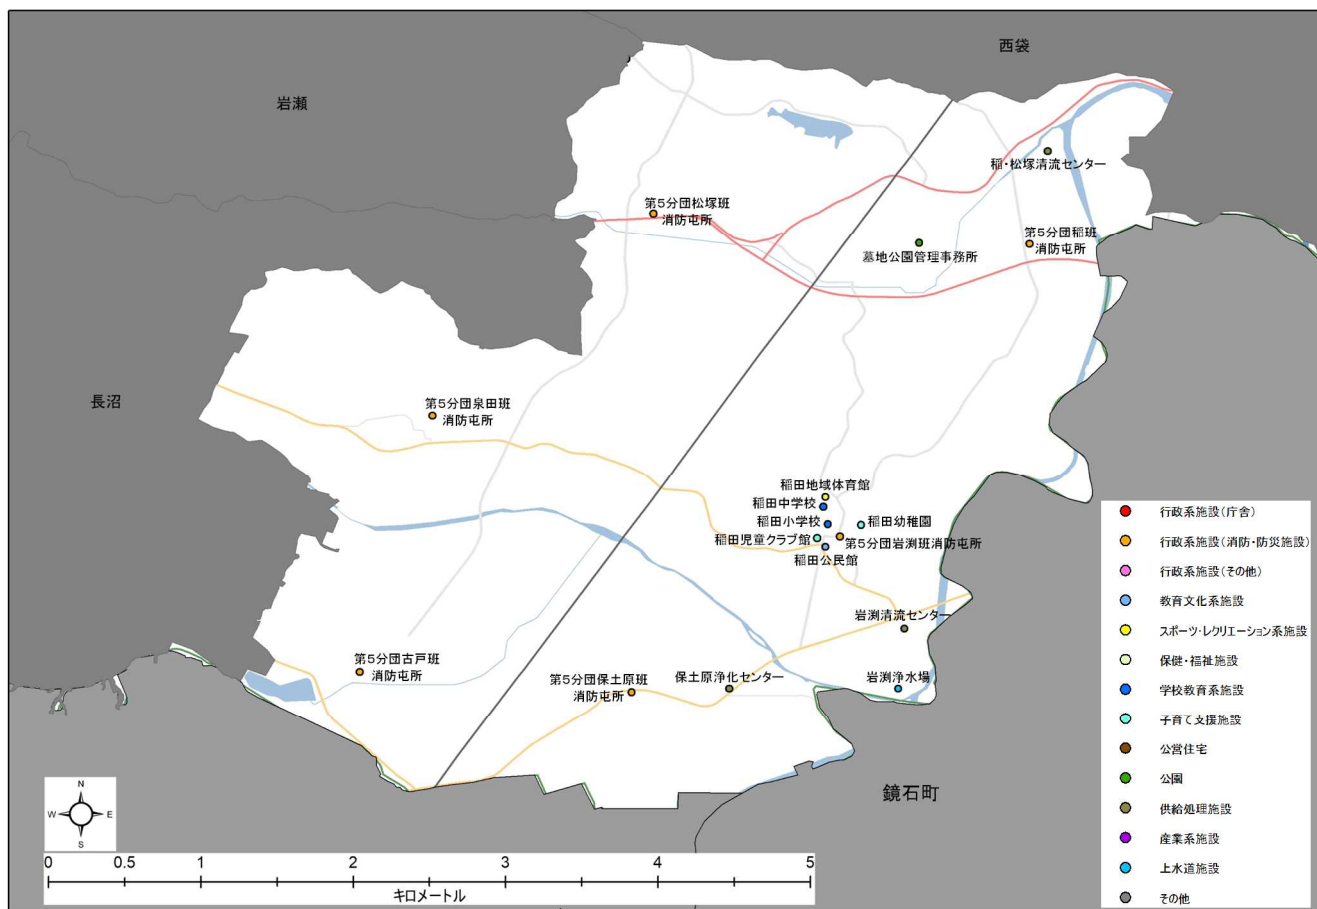 西袋
岩瀬
稲・松塚清流センター
第5分団松塚班
消防屯所
第5分団稲班
消防屯所
墓地公園管理事務所
長沼
第5分団泉田班
消防屯所
稲田地域体育館
稲田中学校
稲田小学校
稲田幼稚園
稲田児童クラブ館
第5分団岩渕班消防屯所
稲田公民館
岩渕清流センター
第5分団古戸班
消防屯所
第5分団保土原班
消防屯所
保土原浄化センター
岩渕浄水場
鏡石町
行政系施設(庁舎)
行政系施設(消防・防災施設)
行政系施設(その他)
教育文化系施設
スポーツ・レクリエーション系施設
保健・福祉施設
学校教育系施設
子育て支援施設
公営住宅
公園
供給処理施設
産業系施設
上水道施設
その他
N
W E
S
0 0.5 1 2 3 4 5
キロメートル